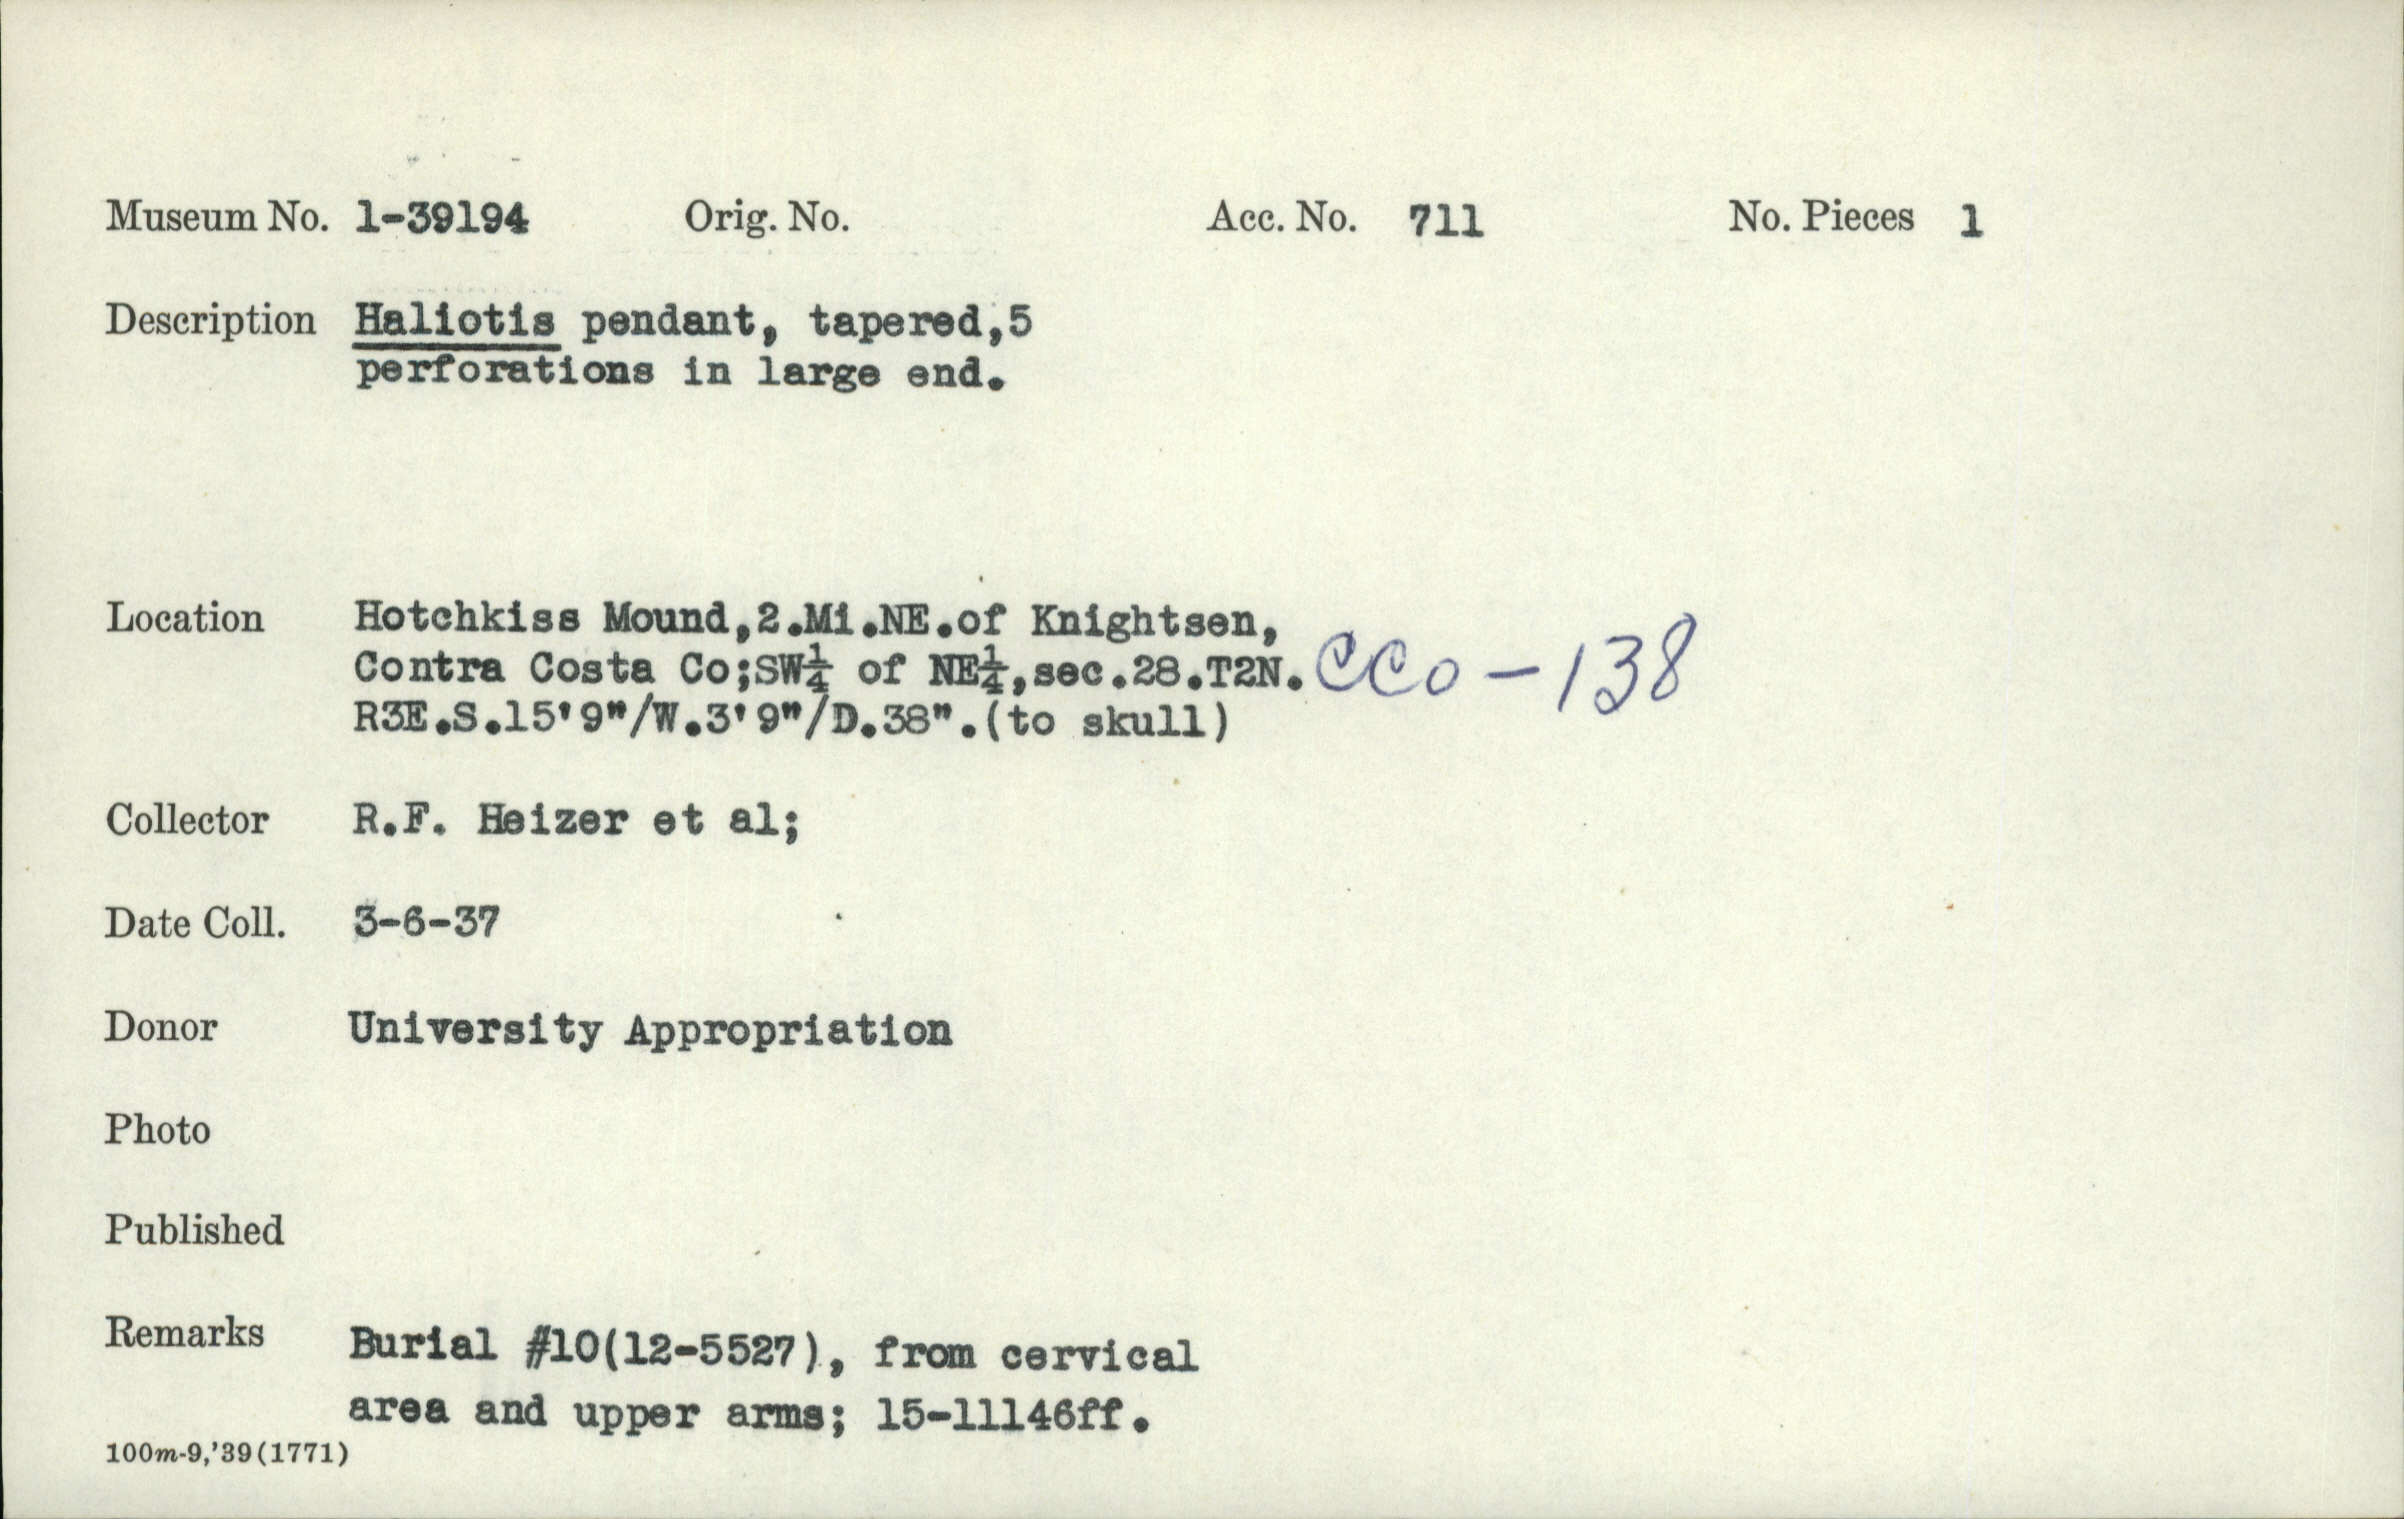 Museum No. 1-39194 Orig. No. Acc. No. 711 No. Pieces 1
Description Haliotis pendant, tapered,5
perforations in large end.
Location Hotchkiss Mound,2.Mi.NE.of Knightsen,
Contra Costa Co;SW¼ of NE¼,sec.28.T2N. CCo-138
R3E.S.15'9"/W.3'9"/D.38".(to skull)
Collector R.F. Heizer et al;
Date Coll. 3-6-37
Donor University Appropriation
Photo
Published
Remarks Burial #10(12-5527), from cervical
area and upper arms; 15-11146ff.
100m-9,'39(1771)